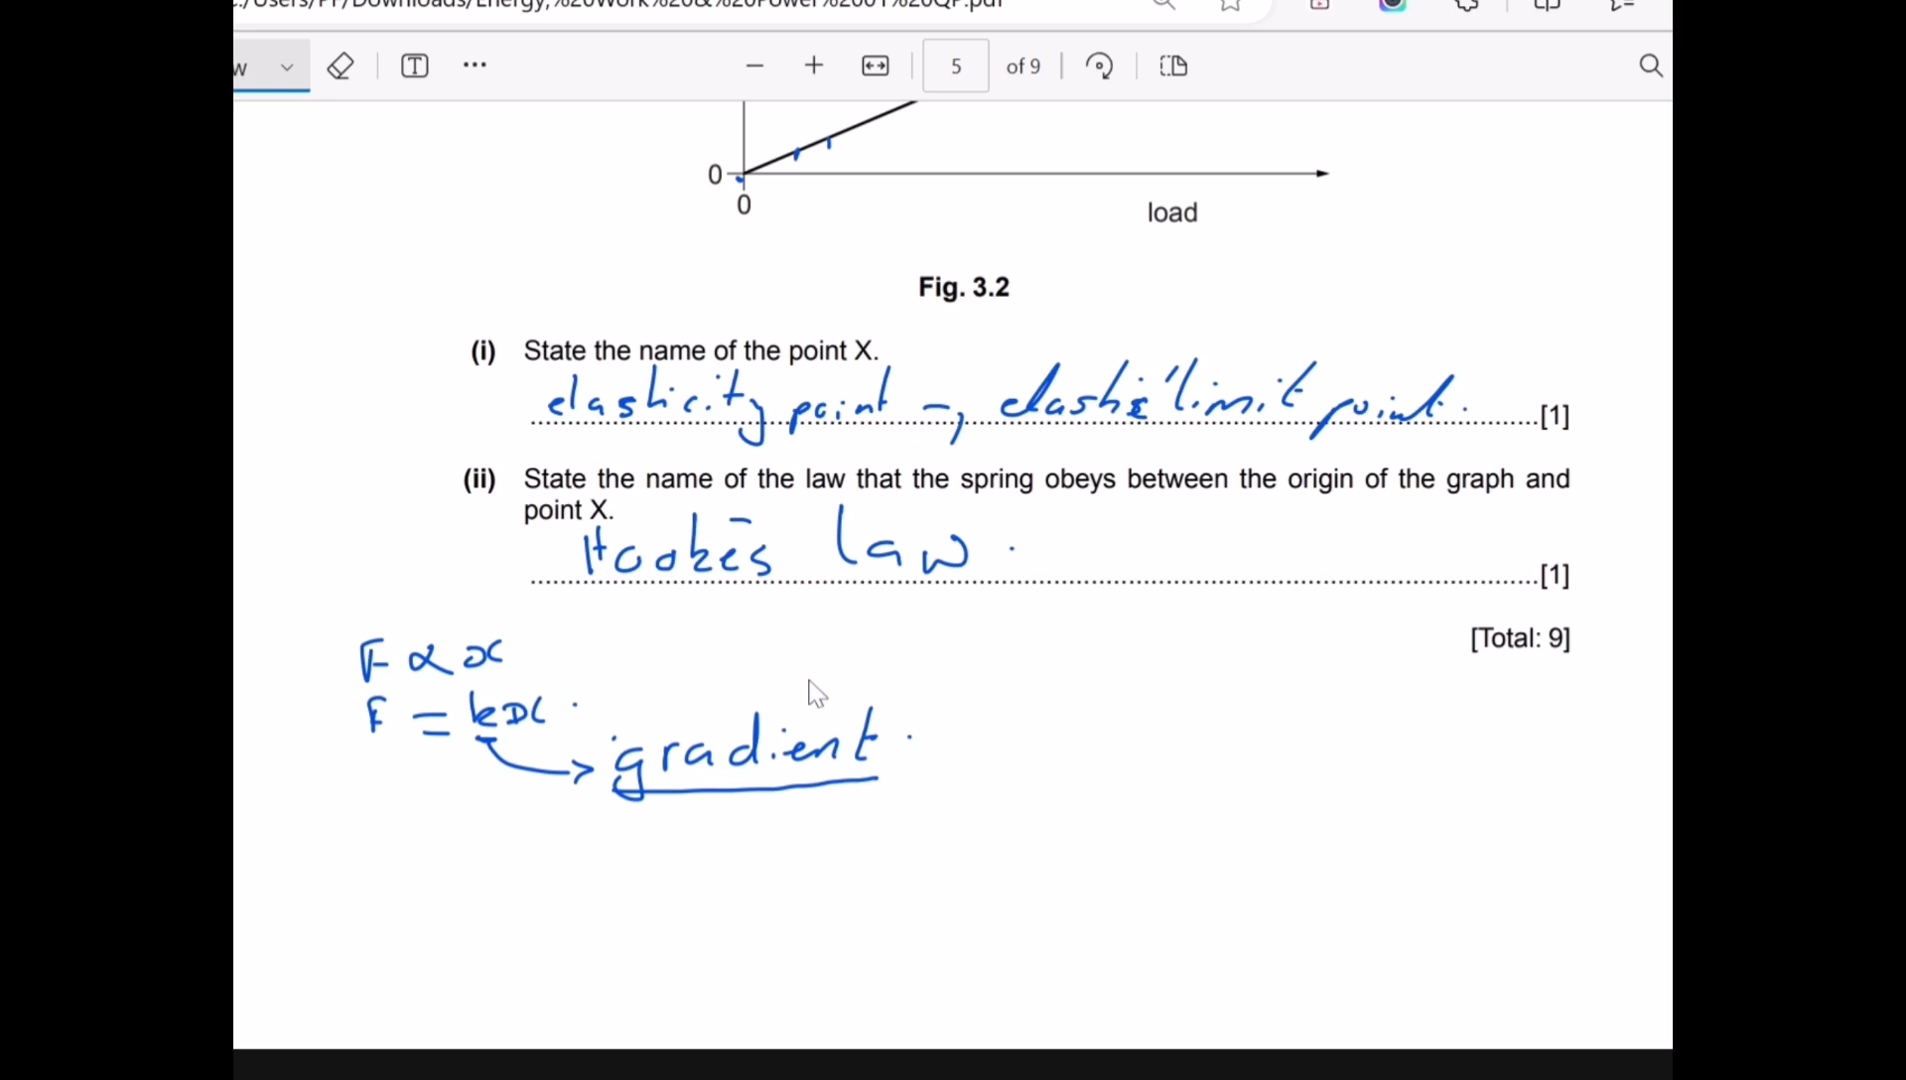 w
5 of 9
0
0
load
Fig. 3.2
(i) State the name of the point X.
elasticity point -, elastic 'limit point. [1]
(ii) State the name of the law that the spring obeys between the origin of the graph and
point X.
Hooke's law. [1]
[Total: 9]
F ∝ x
F = kx.
gradient.